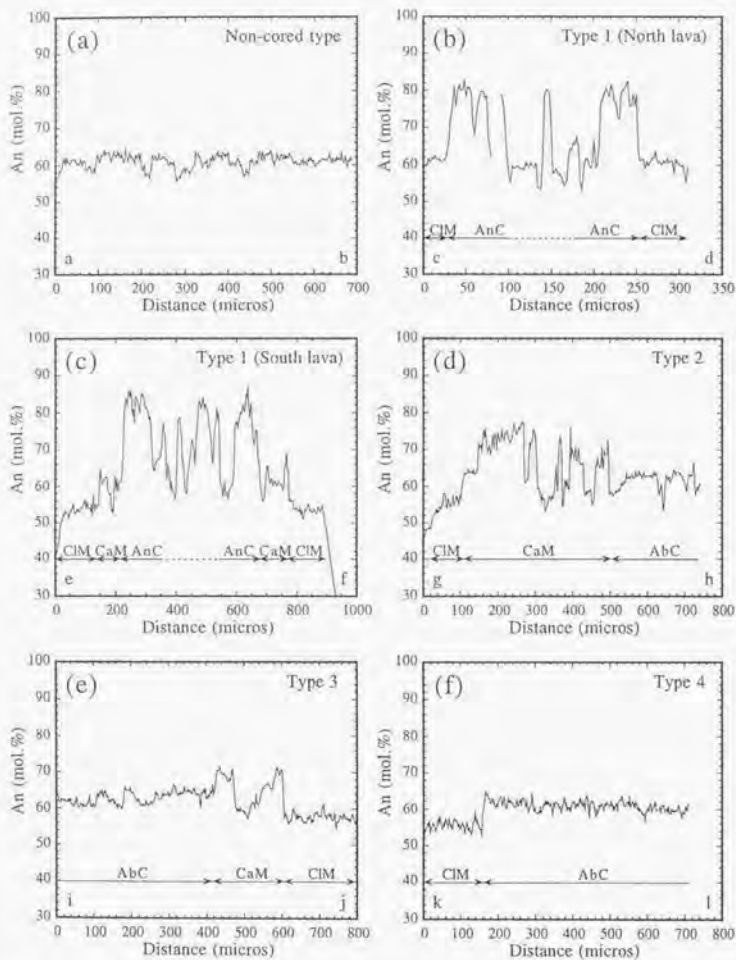 (a) Non-cored type
An (mol.%)
100
90
80
70
60
50
40
30
a b
0 100 200 300 400 500 600 700
Distance (micros)
(b) Type 1 (North lava)
An (mol.%)
100
90
80
70
60
50
40
30
ClM AnC AnC ClM
c d
0 50 100 150 200 250 300 350
Distance (micros)
(c) Type 1 (South lava)
An (mol.%)
100
90
80
70
60
50
40
30
ClM CaM AnC AnC CaM ClM
e f
0 200 400 600 800 1000
Distance (micros)
(d) Type 2
An (mol.%)
100
90
80
70
60
50
40
30
ClM CaM AbC
g h
0 100 200 300 400 500 600 700 800
Distance (micros)
(e) Type 3
An (mol.%)
100
90
80
70
60
50
40
30
AbC CaM ClM
i j
0 100 200 300 400 500 600 700 800
Distance (micros)
(f) Type 4
An (mol.%)
100
90
80
70
60
50
40
30
ClM AbC
k l
0 100 200 300 400 500 600 700 800
Distance (micros)